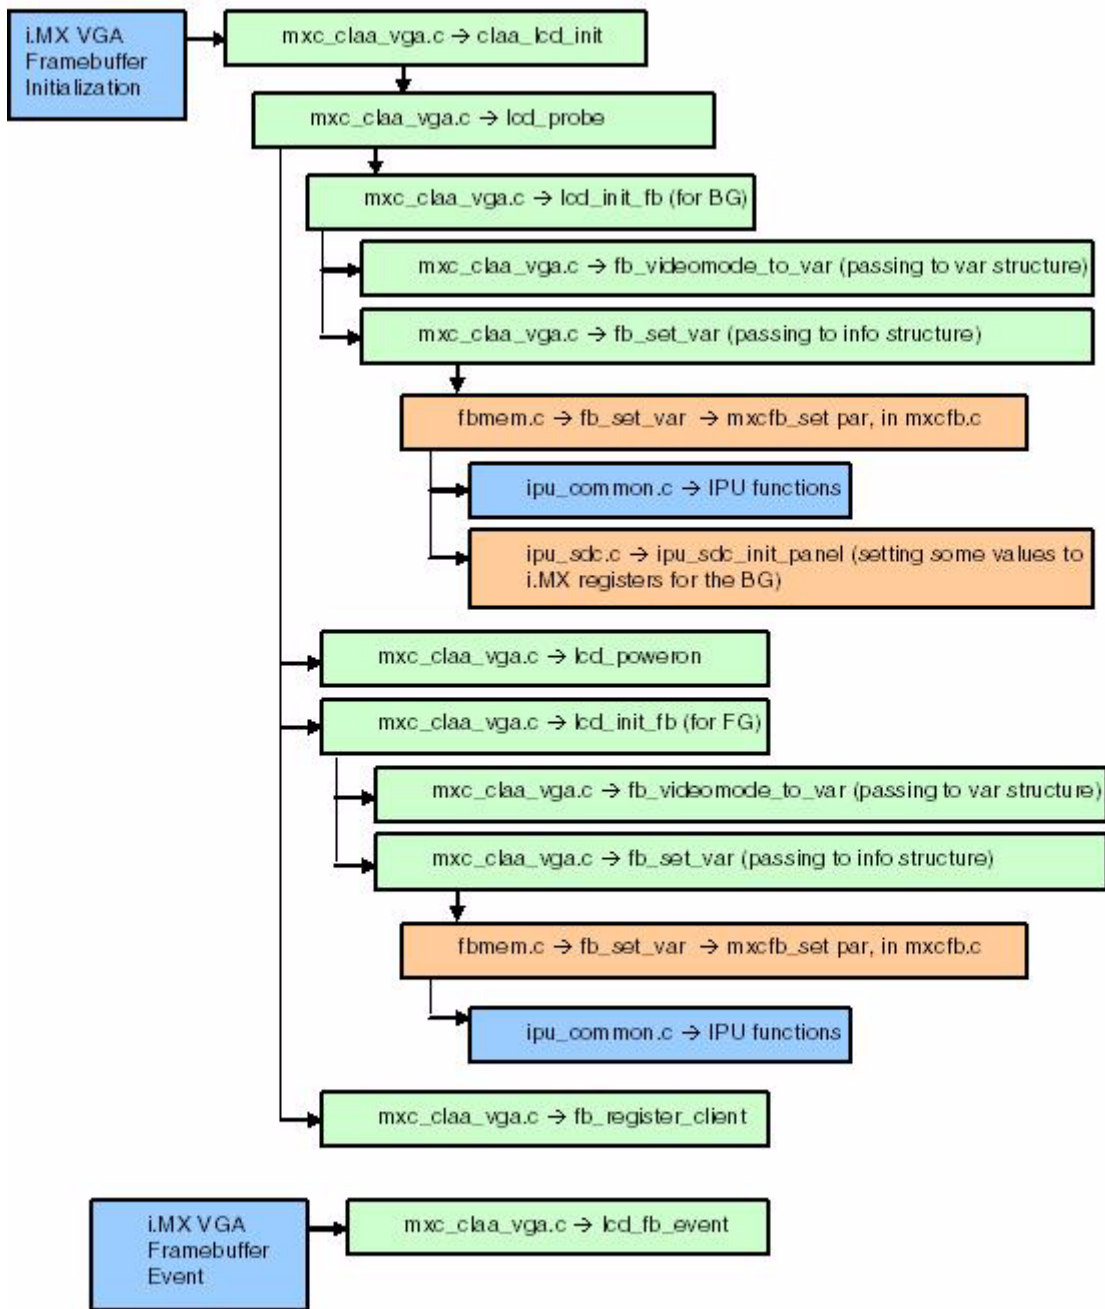 i.MX VGA
Framebuffer
Initialization
mxc_claa_vga.c → claa_lcd_init
mxc_claa_vga.c → lcd_probe
mxc_claa_vga.c → lcd_init_fb (for BG)
mxc_claa_vga.c → fb_videomode_to_var (passing to var structure)
mxc_claa_vga.c → fb_set_var (passing to info structure)
fbmem.c → fb_set_var → mxcfb_set par, in mxcfb.c
ipu_common.c → IPU functions
ipu_sdc.c → ipu_sdc_init_panel (setting some values to
i.MX registers for the BG)
mxc_claa_vga.c → lcd_poweron
mxc_claa_vga.c → lcd_init_fb (for FG)
mxc_claa_vga.c → fb_videomode_to_var (passing to var structure)
mxc_claa_vga.c → fb_set_var (passing to info structure)
fbmem.c → fb_set_var → mxcfb_set par, in mxcfb.c
ipu_common.c → IPU functions
mxc_claa_vga.c → fb_register_client
i.MX VGA
Framebuffer
Event
mxc_claa_vga.c → lcd_fb_event